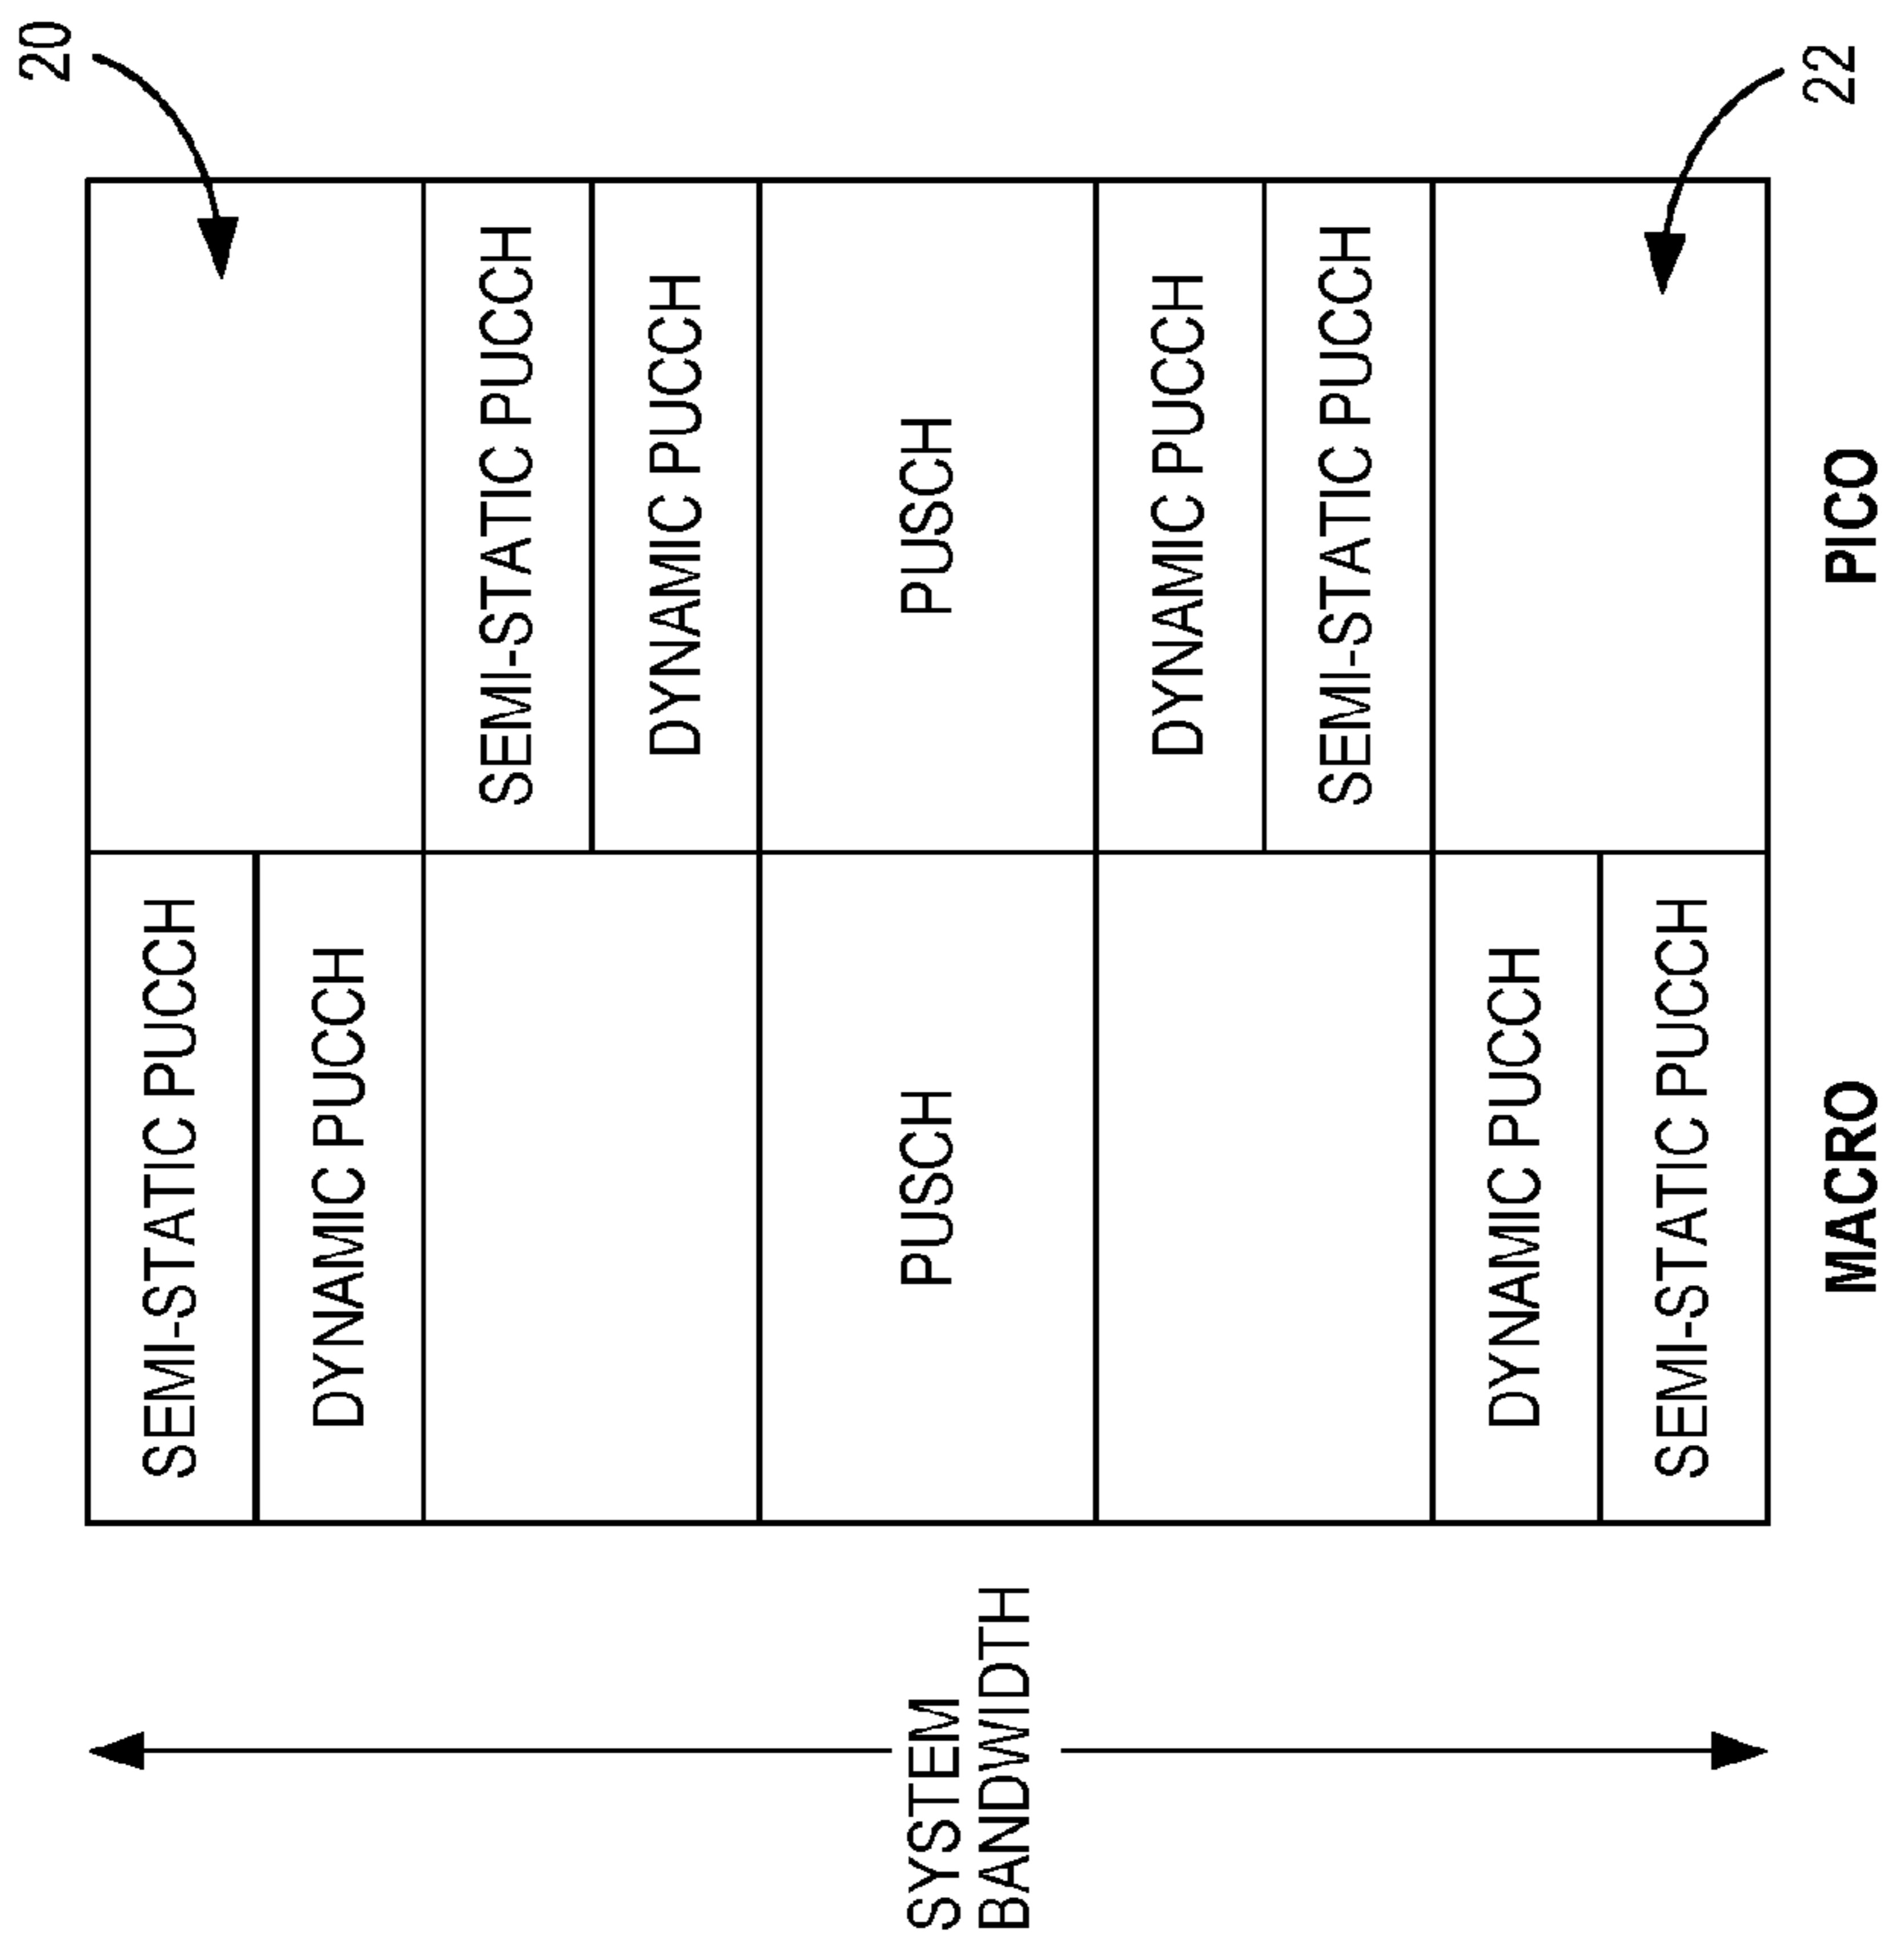 20
SEMI-STATIC PUCCH
DYNAMIC PUCCH
SEMI-STATIC PUCCH
DYNAMIC PUCCH
SYSTEM
BANDWIDTH
PUSCH
PUSCH
DYNAMIC PUCCH
SEMI-STATIC PUCCH
DYNAMIC PUCCH
SEMI-STATIC PUCCH
22
MACRO
PICO